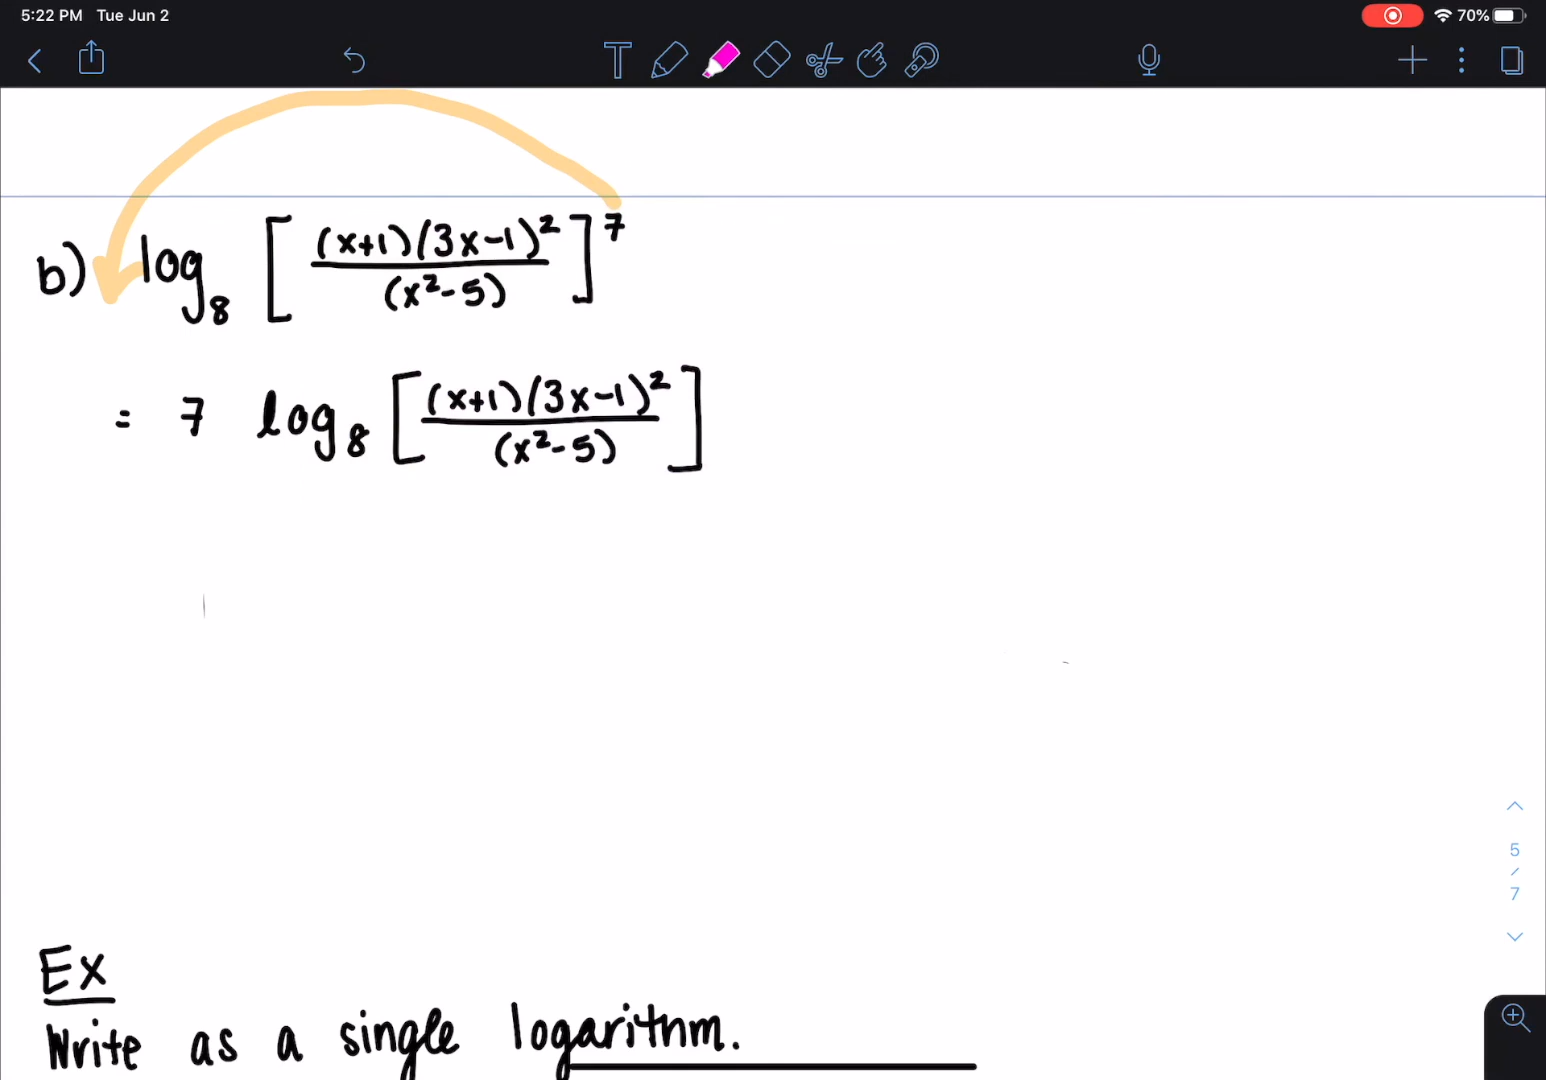 5:22 PM Tue Jun 2 70%
b) log₈ [ (x+1)(3x-1)² / (x²-5) ]⁷
= 7 log₈ [ (x+1)(3x-1)² / (x²-5) ]
5 / 7
Ex
Write as a single logarithm.